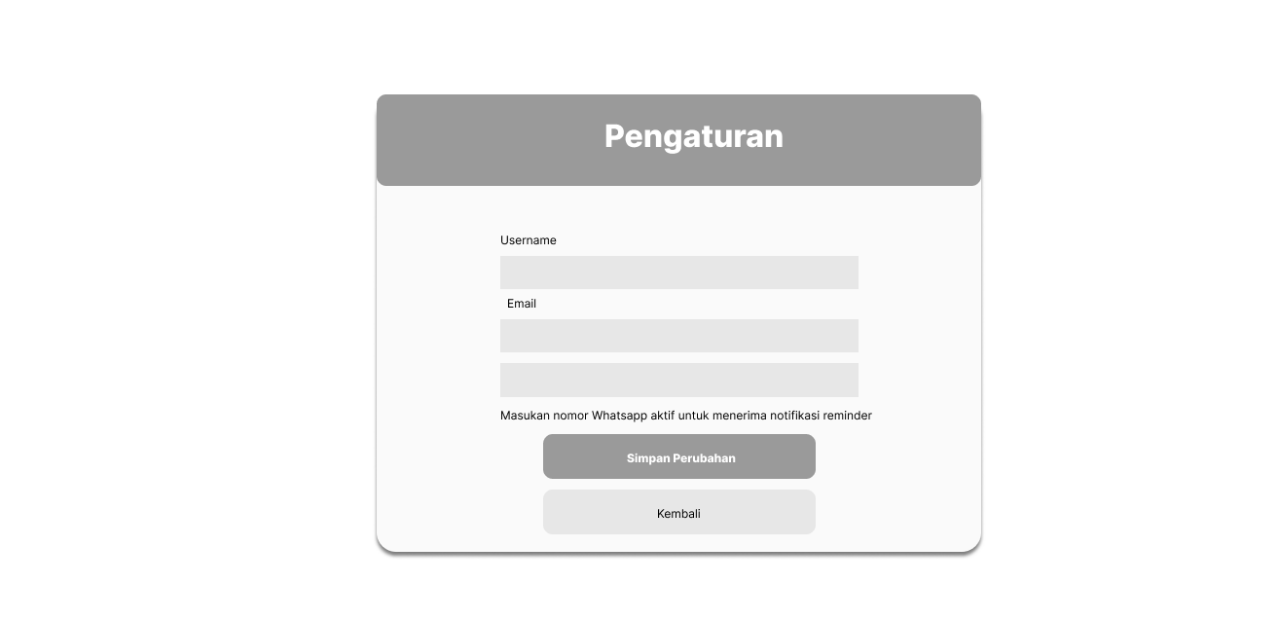 Pengaturan
Username
Email
Masukan nomor Whatsapp aktif untuk menerima notifikasi reminder
Simpan Perubahan
Kembali